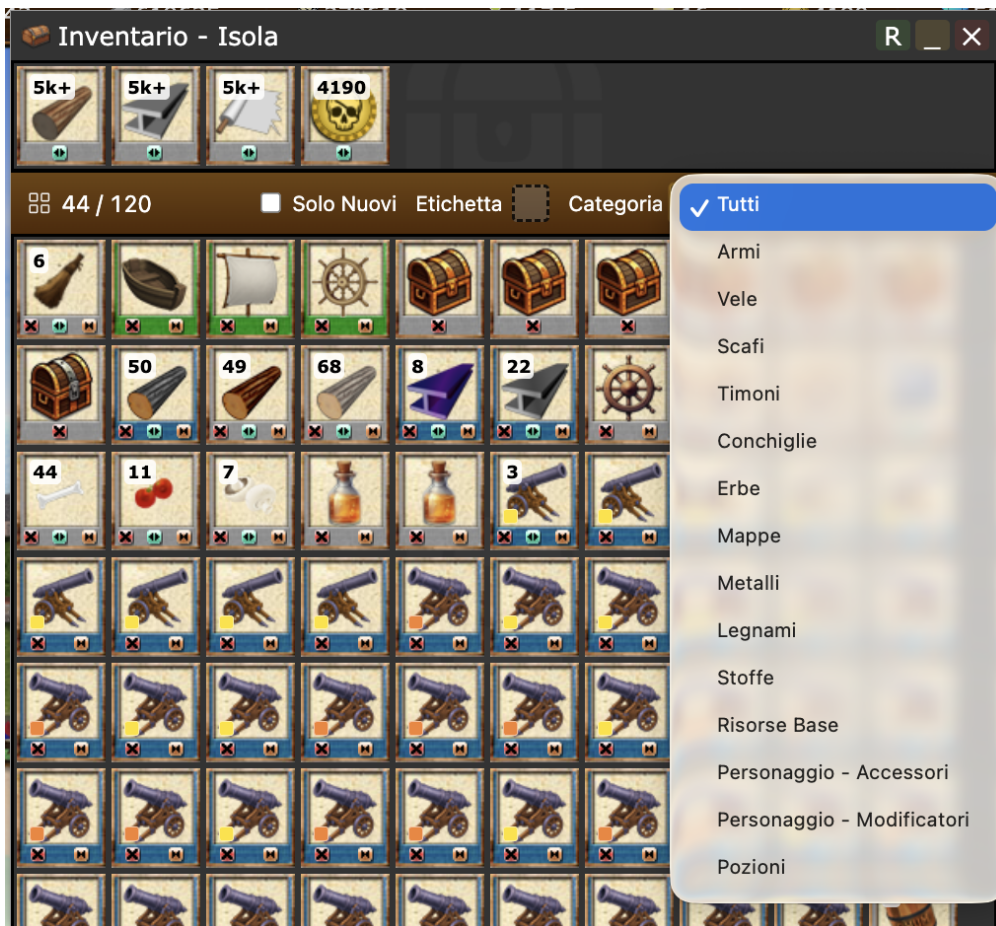 Inventario - Isola
R _ ×
5k+ 5k+ 5k+ 4190
44 / 120 Solo Nuovi Etichetta Categoria
Tutti
Armi
Vele
Scafi
Timoni
Conchiglie
Erbe
Mappe
Metalli
Legnami
Stoffe
Risorse Base
Personaggio - Accessori
Personaggio - Modificatori
Pozioni
6
50 49 68 8 22
44 11 7 3